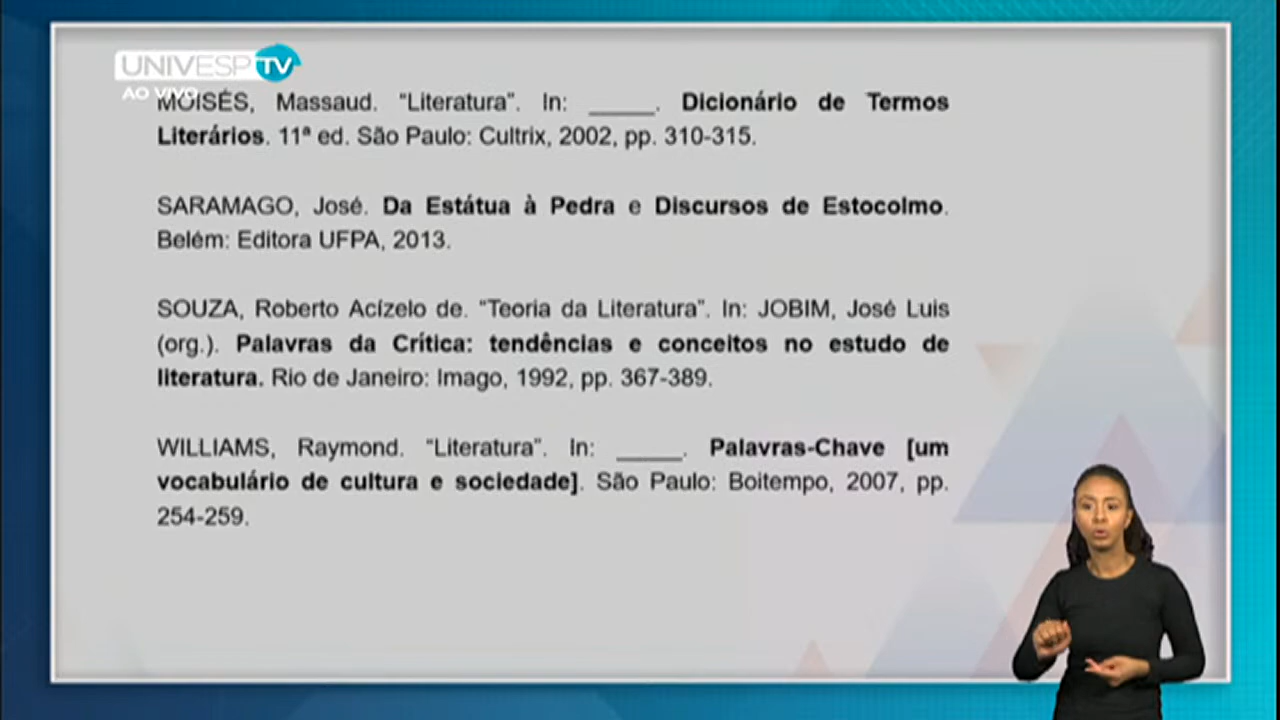 UNIVESP TV
AO VIVO
MOISÉS, Massaud. “Literatura”. In: _____. Dicionário de Termos
Literários. 11ª ed. São Paulo: Cultrix, 2002, pp. 310-315.
SARAMAGO, José. Da Estátua à Pedra e Discursos de Estocolmo.
Belém: Editora UFPA, 2013.
SOUZA, Roberto Acízelo de. “Teoria da Literatura”. In: JOBIM, José Luis
(org.). Palavras da Crítica: tendências e conceitos no estudo de
literatura. Rio de Janeiro: Imago, 1992, pp. 367-389.
WILLIAMS, Raymond. “Literatura”. In: _____. Palavras-Chave [um
vocabulário de cultura e sociedade]. São Paulo: Boitempo, 2007, pp.
254-259.